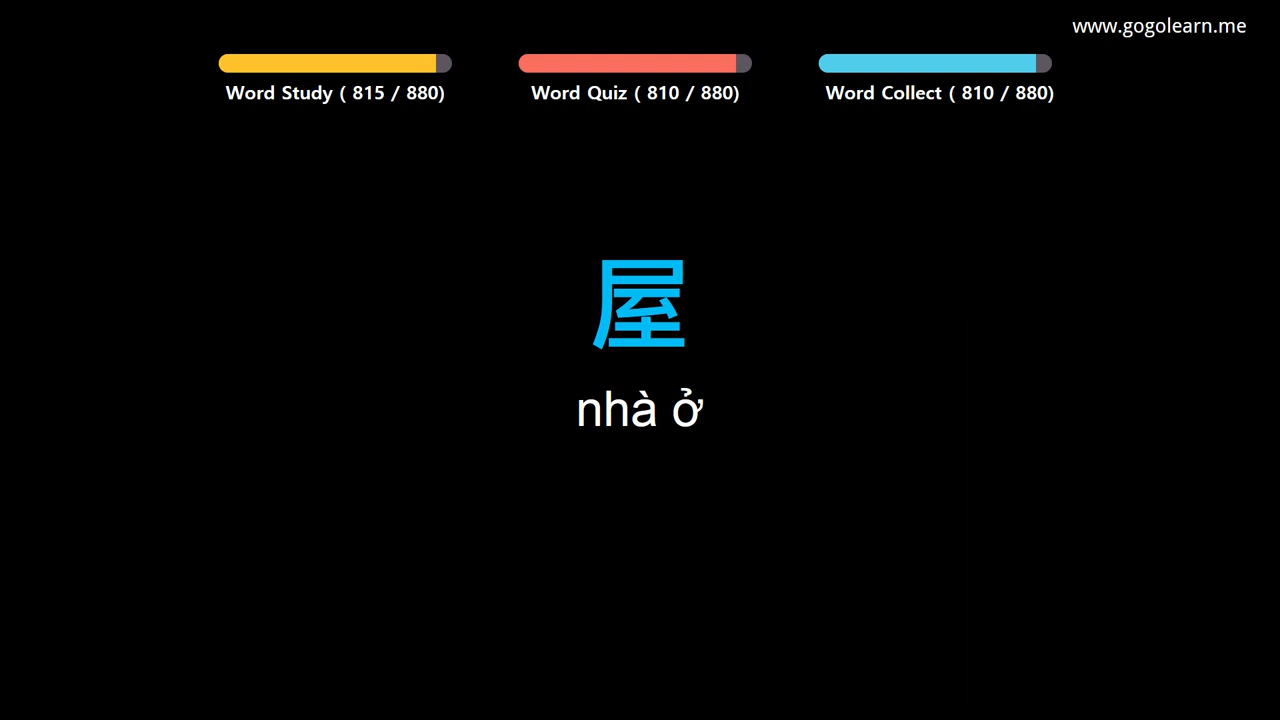 www.gogolearn.me
Word Study ( 815 / 880)
Word Quiz ( 810 / 880)
Word Collect ( 810 / 880)
屋
nhà ở